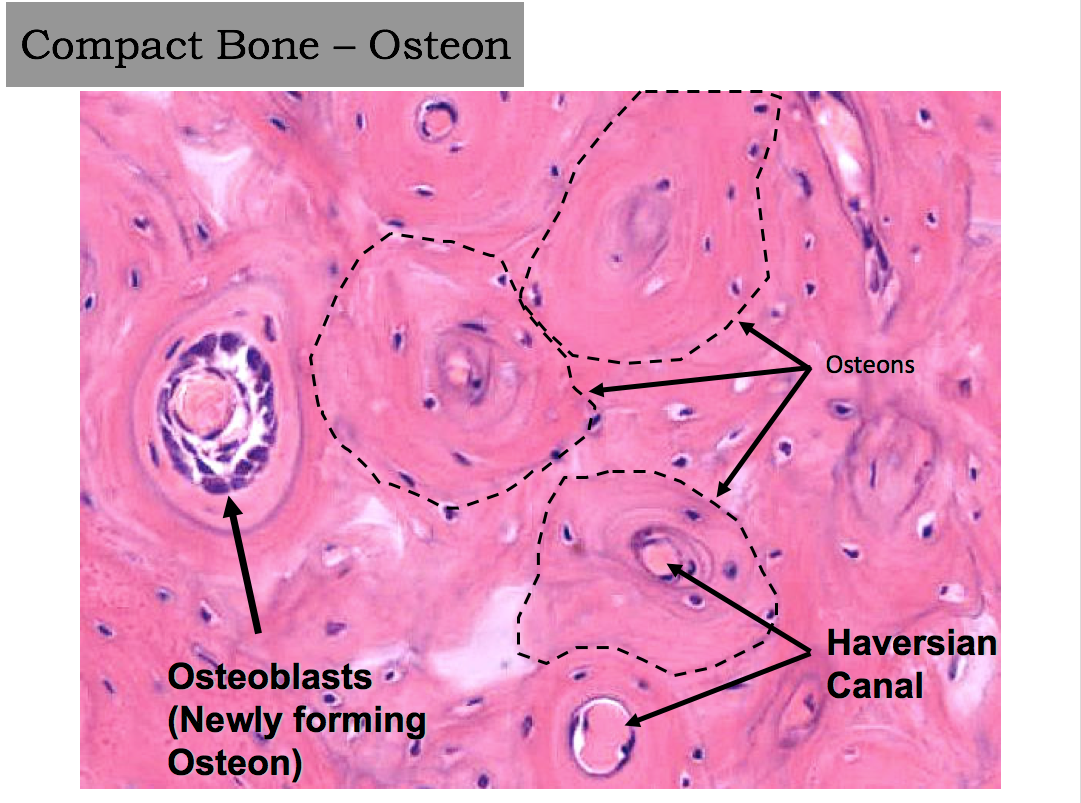 Compact Bone – Osteon
Osteons
Haversian
Canal
Osteoblasts
(Newly forming
Osteon)